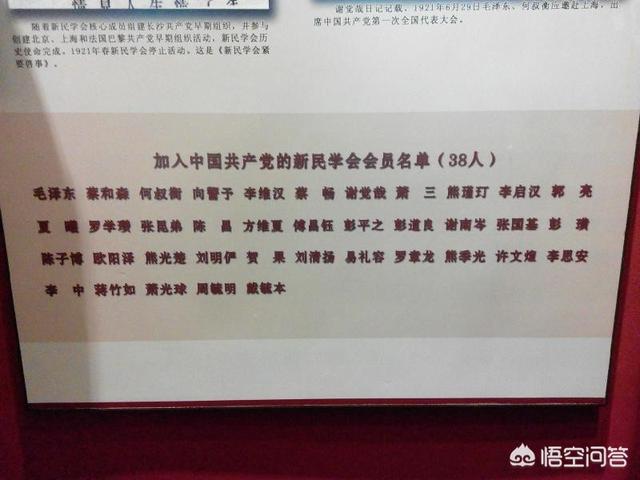 随着新民学会核心成员组建长沙共产党早期组织，并参与
创建北京、上海和法国巴黎共产党早期组织活动，新民学会历
史使命完成。1921年春新民学会停止活动。这是《新民学会紧
要启事》。
谢觉哉日记记载，1921年6月29日毛泽东、何叔衡应邀赴上海，出
席中国共产党第一次全国代表大会。
加入中国共产党的新民学会会员名单（38人）
毛泽东 蔡和森 何叔衡 向警予 李维汉 蔡 畅 谢觉哉 萧 三 熊瑾玎 李启汉 郭 亮
夏 曦 罗学瓒 张昆弟 陈 昌 方维夏 傅昌钰 彭平之 彭道良 谢南岑 张国基 彭 璜
陈子博 欧阳泽 熊光楚 刘明俨 贺 果 刘清扬 易礼容 罗章龙 熊季光 许文煊 李思安
李 中 蒋竹如 萧光球 周毓明 戴毓本
悟空问答